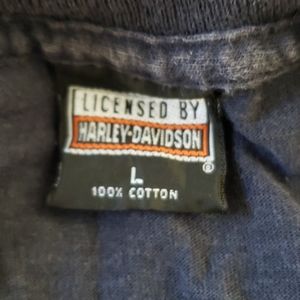 LICENSED BY
HARLEY-DAVIDSON
®
L
100% COTTON